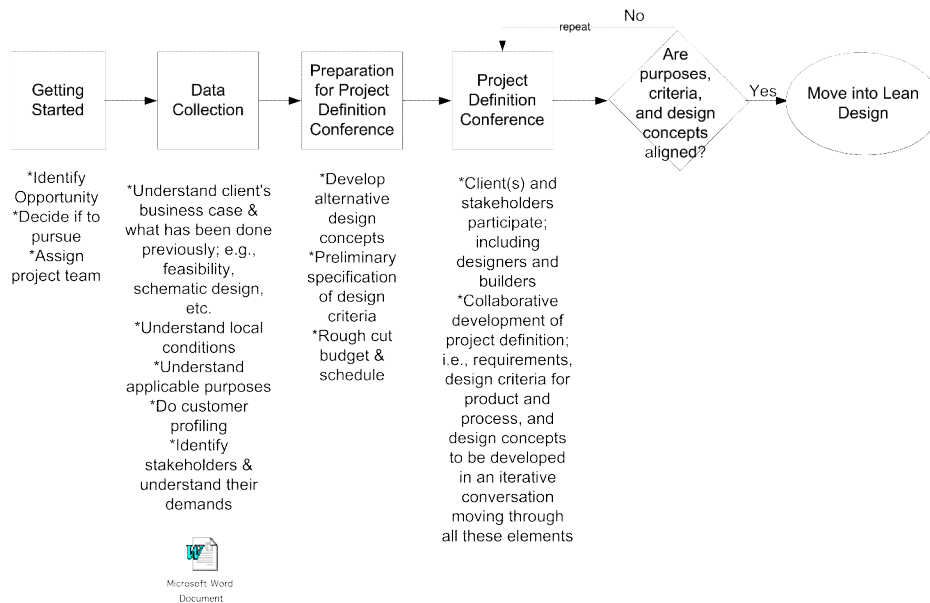 No
repeat
Getting
Started
Data
Collection
Preparation
for Project
Definition
Conference
Project
Definition
Conference
Are
purposes,
criteria,
and design
concepts
aligned?
Yes
Move into Lean
Design
*Identify
Opportunity
*Decide if to
pursue
*Assign
project team
*Understand client's
business case &
what has been done
previously; e.g.,
feasibility,
schematic design,
etc.
*Understand local
conditions
*Understand
applicable purposes
*Do customer
profiling
*Identify
stakeholders &
understand their
demands
*Develop
alternative
design
concepts
*Preliminary
specification
of design
criteria
*Rough cut
budget &
schedule
*Client(s) and
stakeholders
participate;
including
designers and
builders
*Collaborative
development of
project definition;
i.e., requirements,
design criteria for
product and
process, and
design concepts
to be developed
in an iterative
conversation
moving through
all these elements
W
Microsoft Word
Document